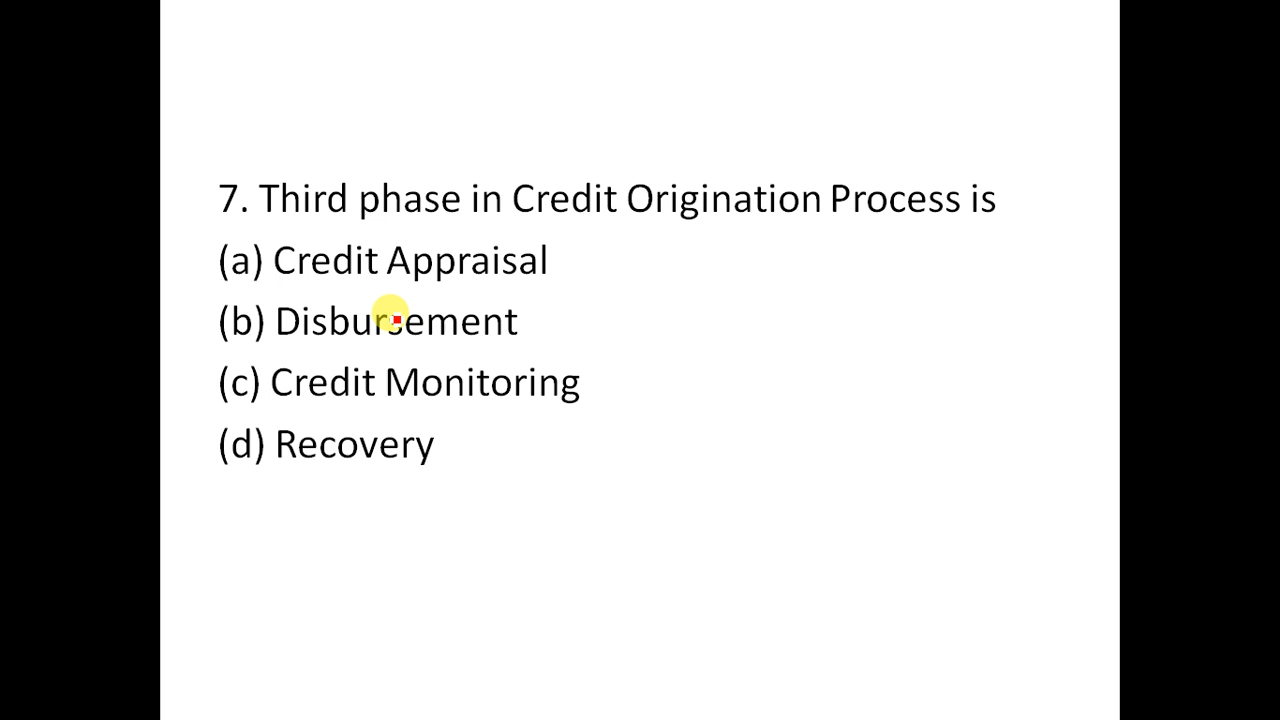 7. Third phase in Credit Origination Process is
(a) Credit Appraisal
(b) Disbursement
(c) Credit Monitoring
(d) Recovery